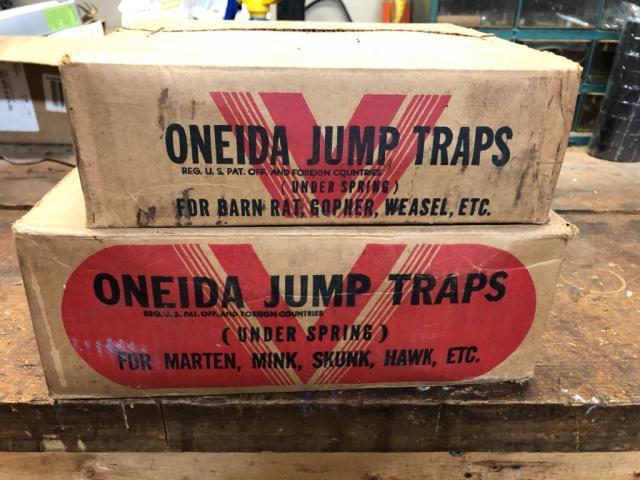 ONEIDA JUMP TRAPS
REG. U. S. PAT. OFF. AND FOREIGN COUNTRIES
(UNDER SPRING)
FOR BARN RAT, GOPHER, WEASEL, ETC.
ONEIDA JUMP TRAPS
REG. U. S. PAT. OFF. AND FOREIGN COUNTRIES
(UNDER SPRING)
FOR MARTEN, MINK, SKUNK, HAWK, ETC.